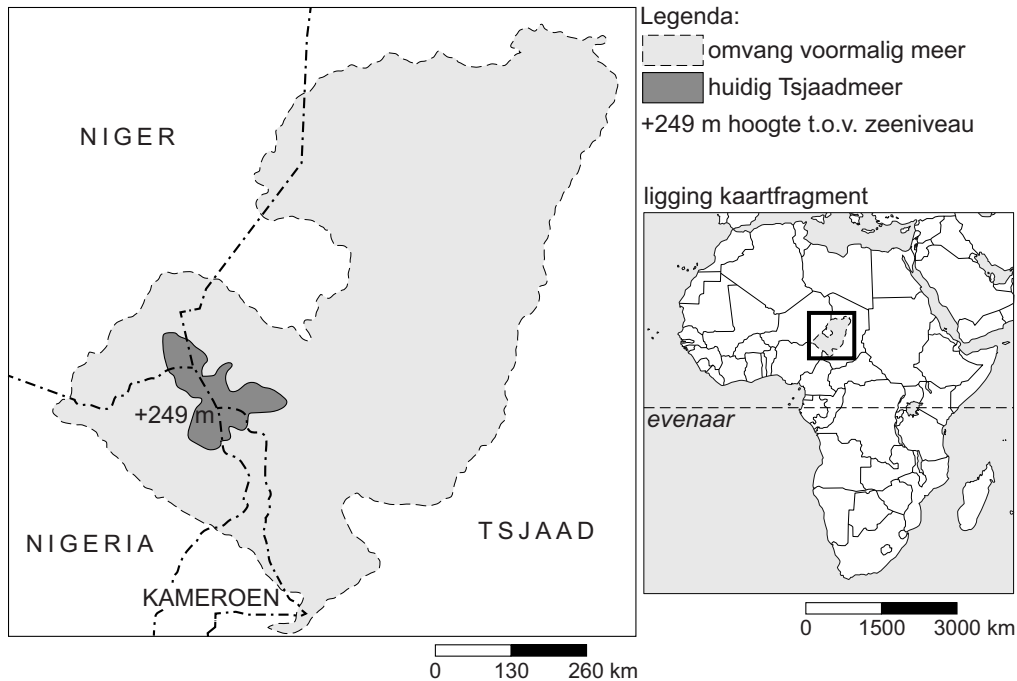 NIGER
+249 m
NIGERIA
KAMEROEN
TSJAAD
0 130 260 km
Legenda:
omvang voormalig meer
huidig Tsjaadmeer
+249 m hoogte t.o.v. zeeniveau
ligging kaartfragment
evenaar
0 1500 3000 km